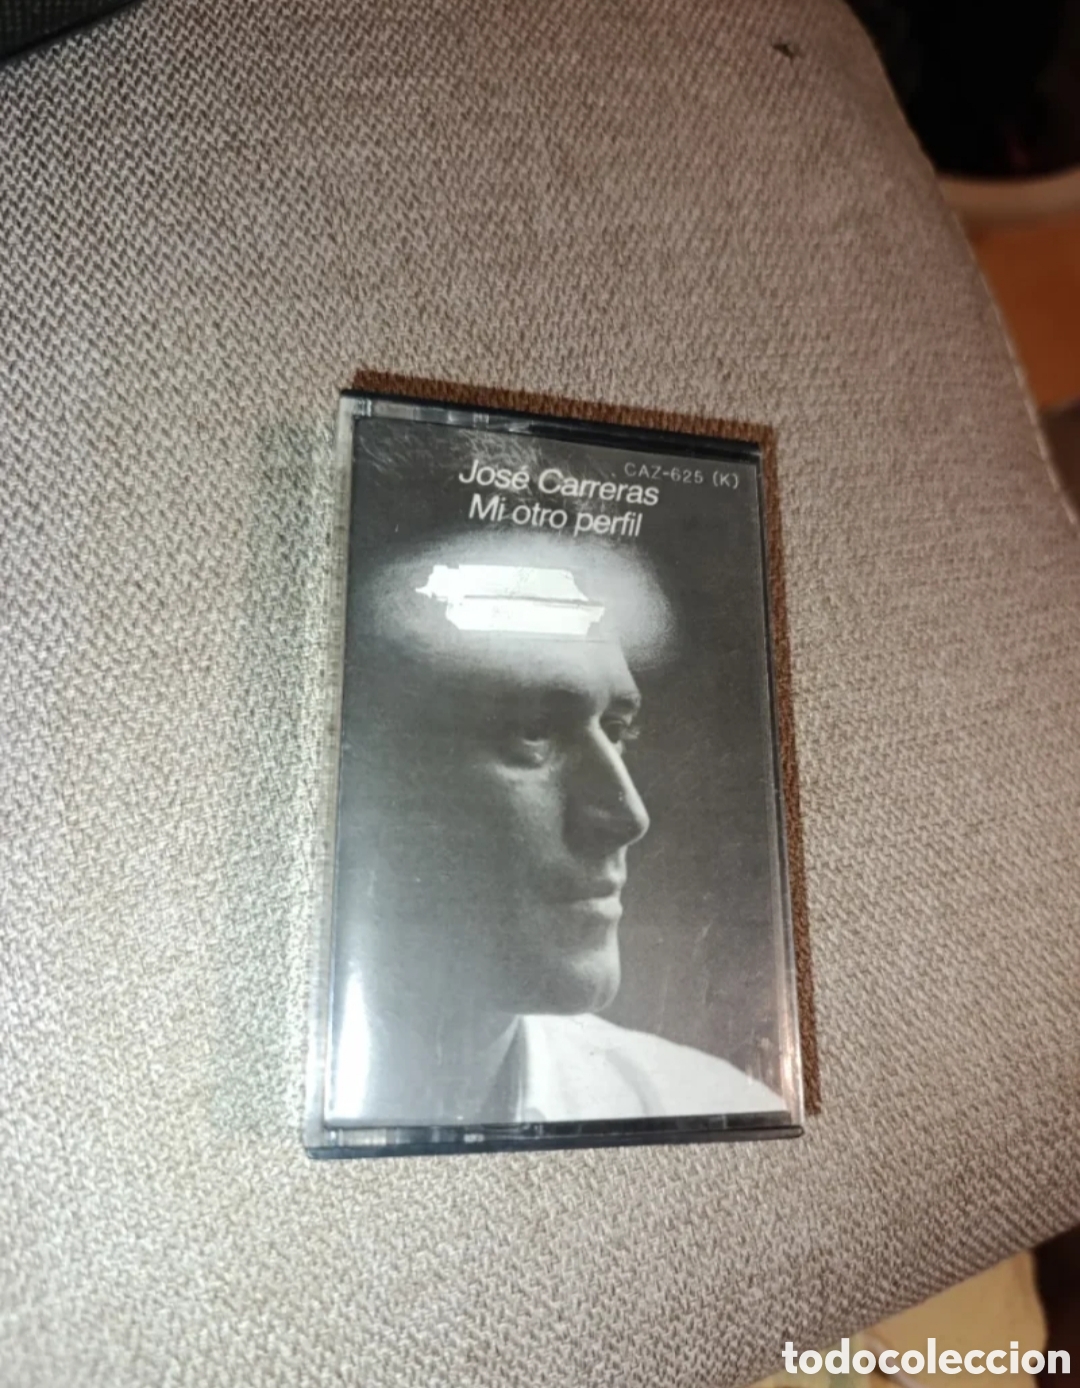 CAZ-625 (K)
José Carreras
Mi otro perfil
todocoleccion